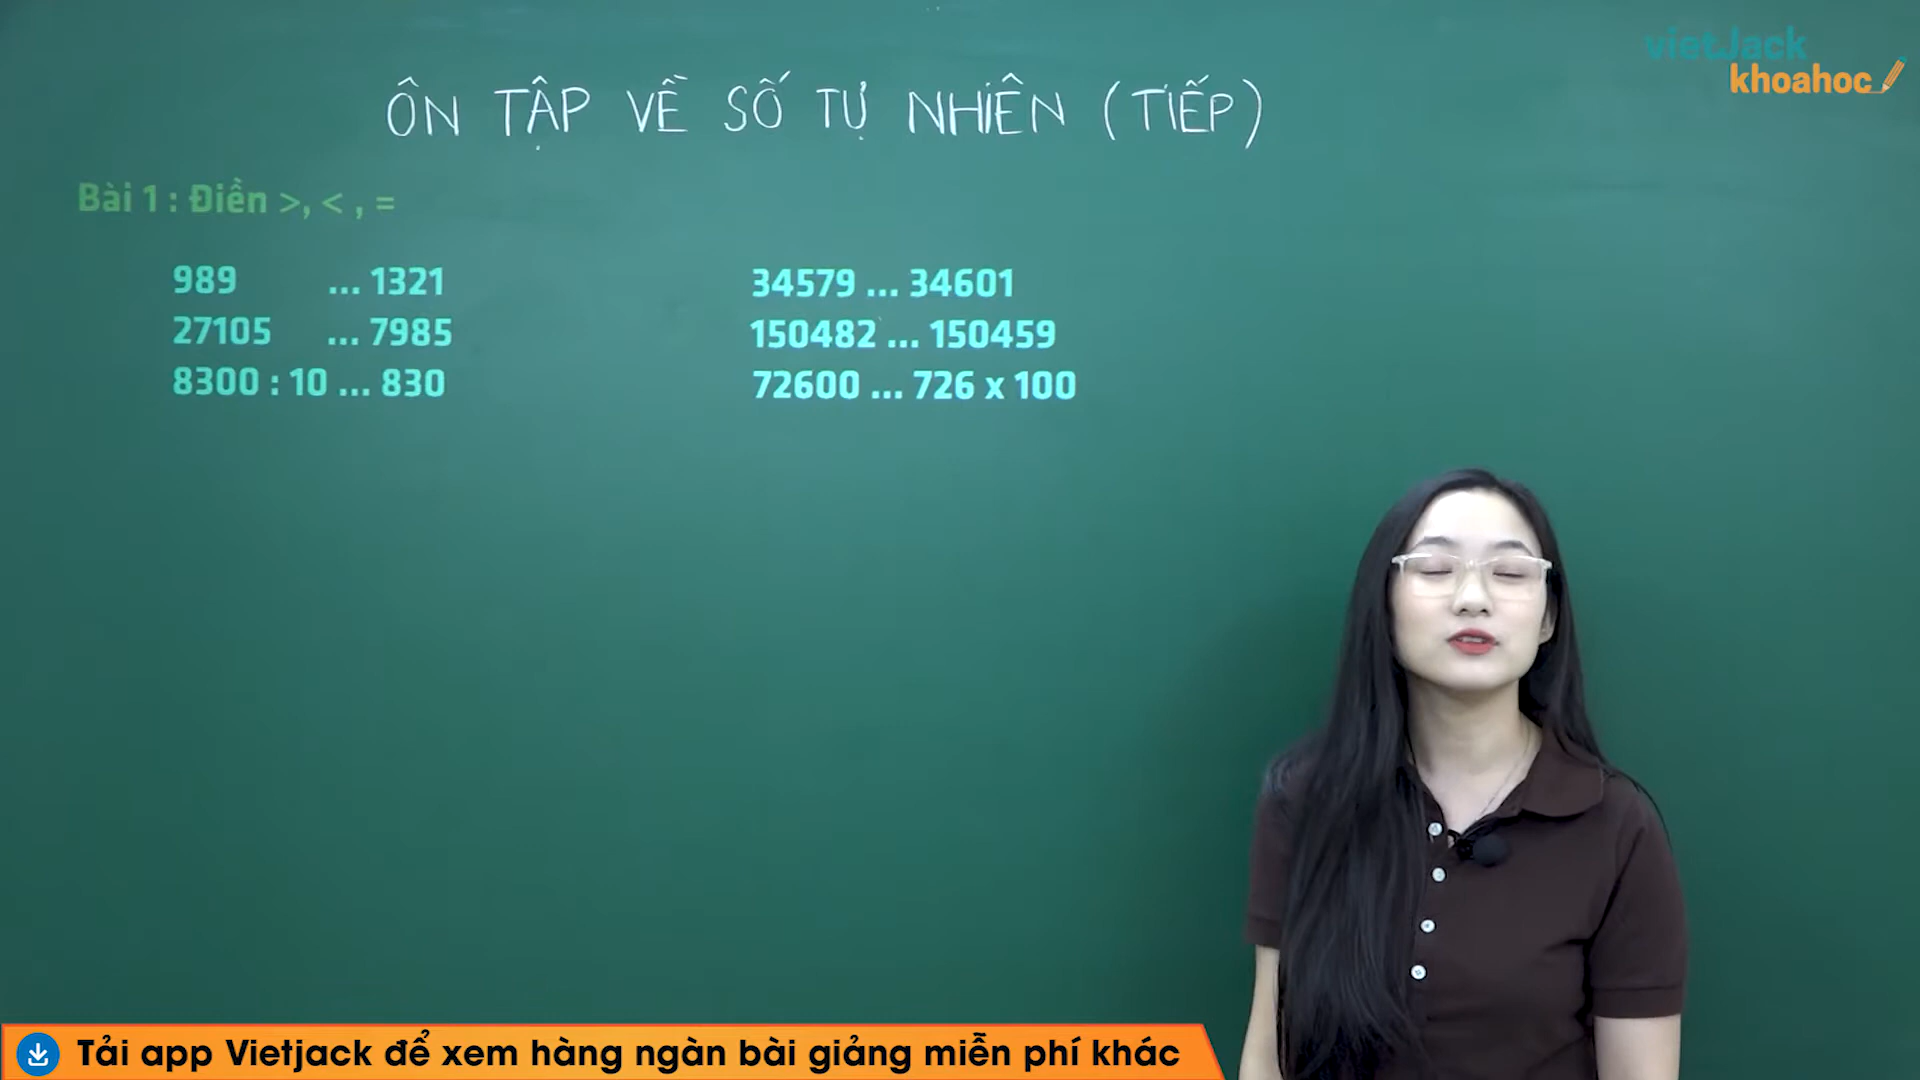 vietJack
khoahoc
ÔN TẬP VỀ SỐ TỰ NHIÊN (TIẾP)
Bài 1 : Điền >, < , =
989 ... 1321
27105 ... 7985
8300 : 10 ... 830
34579 ... 34601
150482 ... 150459
72600 ... 726 x 100
Tải app Vietjack để xem hàng ngàn bài giảng miễn phí khác